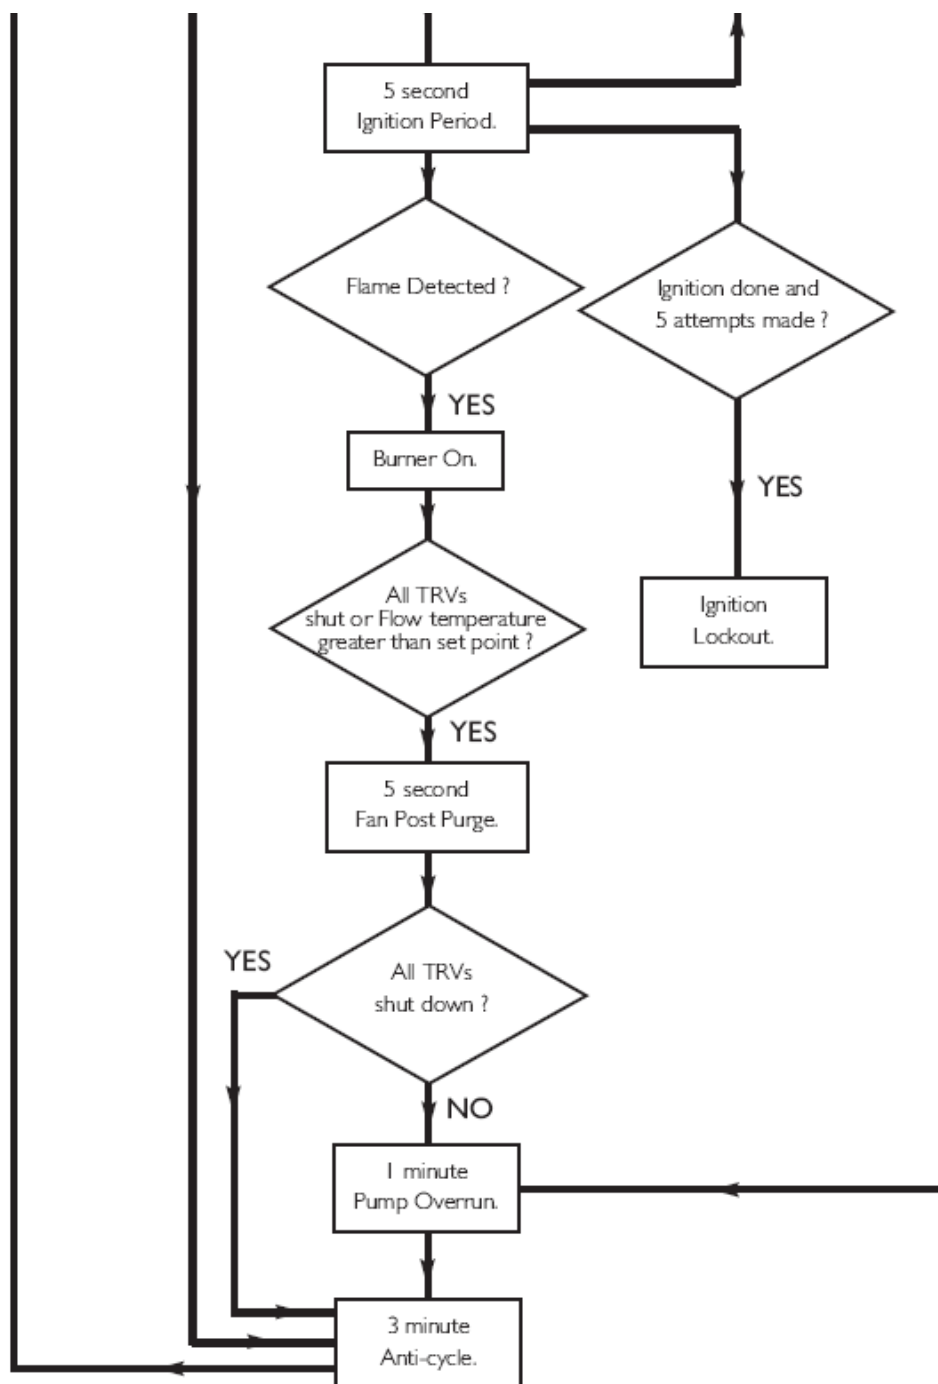 5 second
Ignition Period.
Flame Detected ?
Ignition done and
5 attempts made ?
YES
Burner On.
YES
All TRVs
shut or Flow temperature
greater than set point ?
Ignition
Lockout.
YES
5 second
Fan Post Purge.
YES
All TRVs
shut down ?
NO
1 minute
Pump Overrun.
3 minute
Anti-cycle.